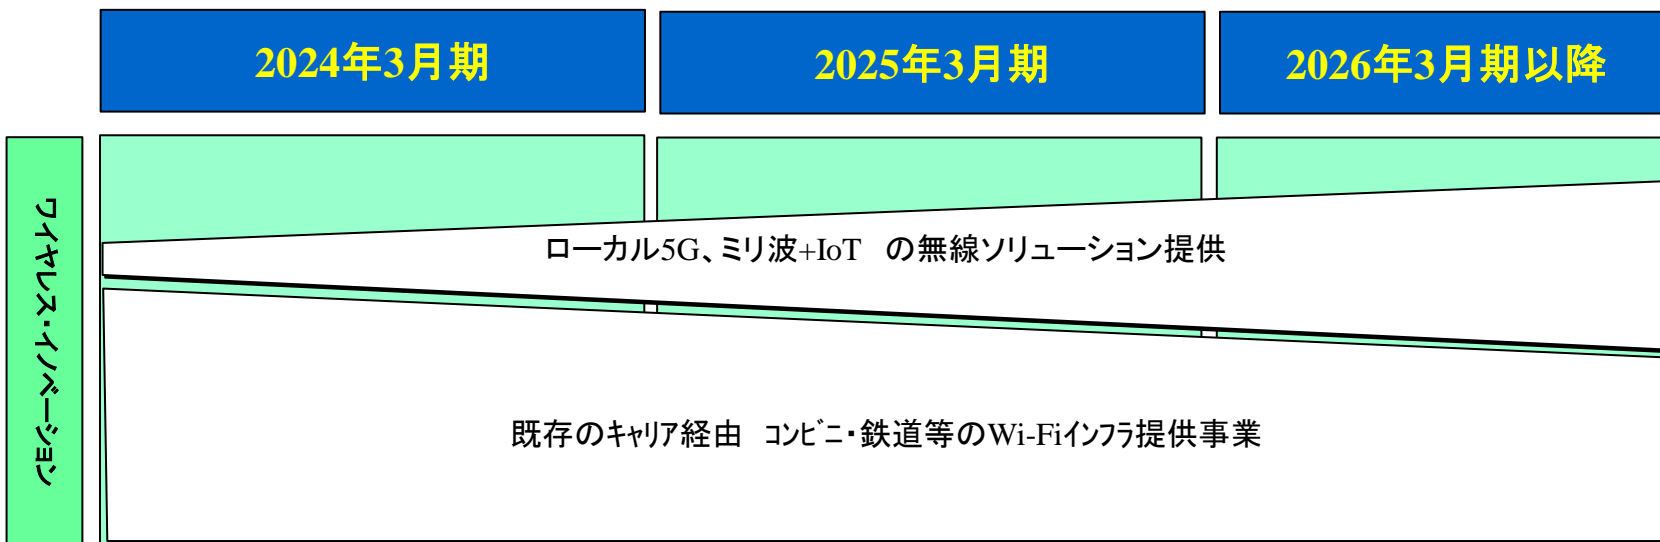 2024年3月期
2025年3月期
2026年3月期以降
ワイヤレス・イノベーション
ローカル5G、ミリ波+IoT　の無線ソリューション提供
既存のキャリア経由　コンビニ・鉄道等のWi-Fiインフラ提供事業